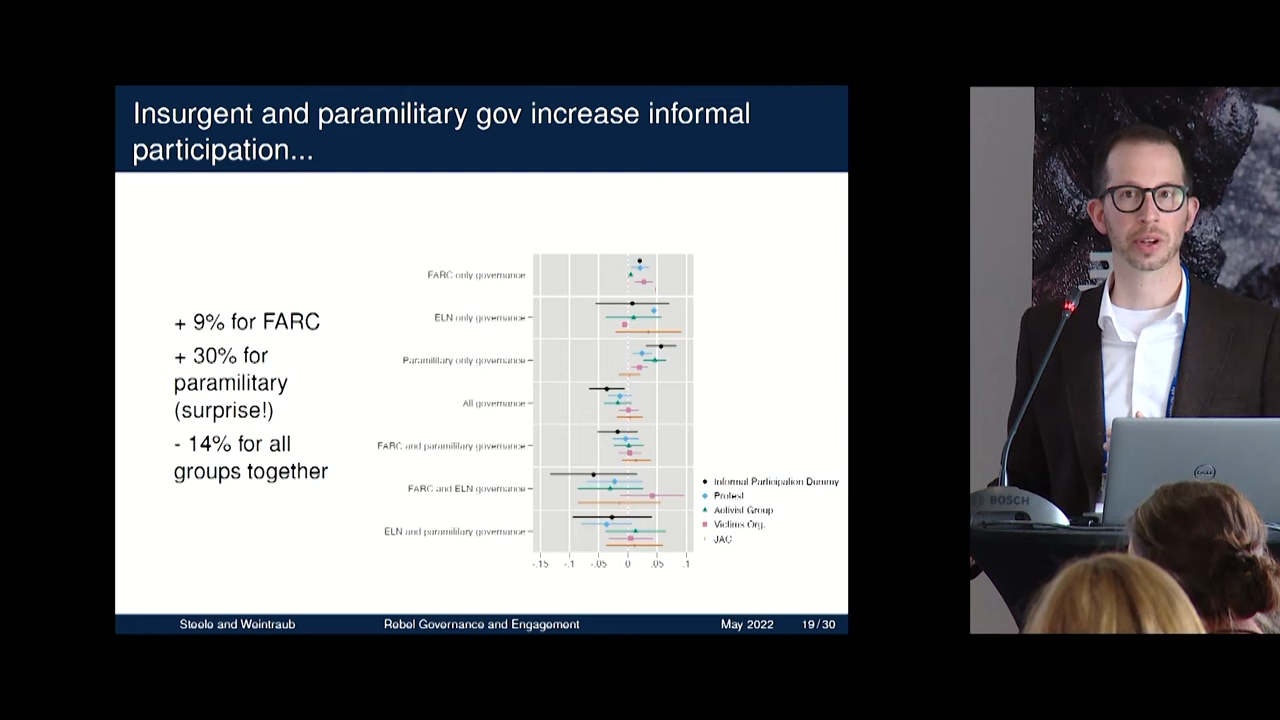 Insurgent and paramilitary gov increase informal
participation...
+ 9% for FARC
+ 30% for
paramilitary
(surprise!)
- 14% for all
groups together
FARC only governance
ELN only governance
Paramilitary only governance
All governance
FARC and paramilitary governance
FARC and ELN governance
ELN and paramilitary governance
-.15 -.1 -.05 0 .05 .1
Informal Participation Dummy
Protest
Activist Group
Victims Org.
JAC
Steele and Weintraub Rebel Governance and Engagement May 2022 19/30
BOSCH
DELL